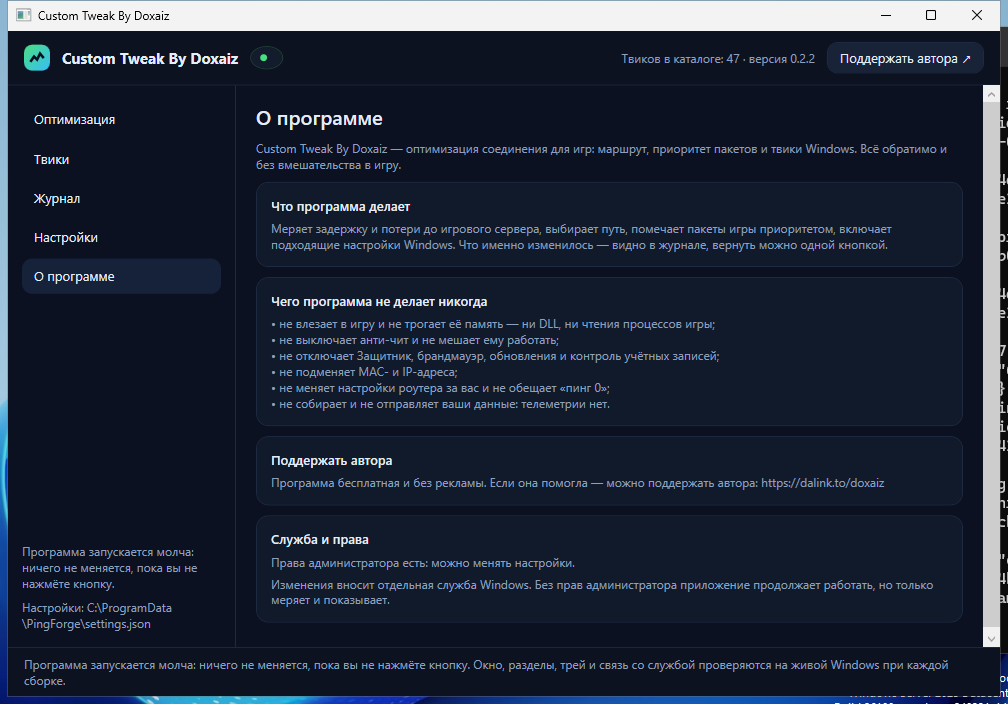 Custom Tweak By Doxaiz
Custom Tweak By Doxaiz
Твиков в каталоге: 47 · версия 0.2.2
Поддержать автора ↗
Оптимизация
Твики
Журнал
Настройки
О программе
О программе
Custom Tweak By Doxaiz — оптимизация соединения для игр: маршрут, приоритет пакетов и твики Windows. Всё обратимо и
без вмешательства в игру.
Что программа делает
Меряет задержку и потери до игрового сервера, выбирает путь, помечает пакеты игры приоритетом, включает
подходящие настройки Windows. Что именно изменилось — видно в журнале, вернуть можно одной кнопкой.
Чего программа не делает никогда
• не влезает в игру и не трогает её память — ни DLL, ни чтения процессов игры;
• не выключает анти-чит и не мешает ему работать;
• не отключает Защитник, брандмауэр, обновления и контроль учётных записей;
• не подменяет MAC- и IP-адреса;
• не меняет настройки роутера за вас и не обещает «пинг 0»;
• не собирает и не отправляет ваши данные: телеметрии нет.
Поддержать автора
Программа бесплатная и без рекламы. Если она помогла — можно поддержать автора: https://dalink.to/doxaiz
Служба и права
Права администратора есть: можно менять настройки.
Изменения вносит отдельная служба Windows. Без прав администратора приложение продолжает работать, но только
меряет и показывает.
Программа запускается молча:
ничего не меняется, пока вы не
нажмёте кнопку.
Настройки: C:\ProgramData
\PingForge\settings.json
Программа запускается молча: ничего не меняется, пока вы не нажмёте кнопку. Окно, разделы, трей и связь со службой проверяются на живой Windows при каждой
сборке.